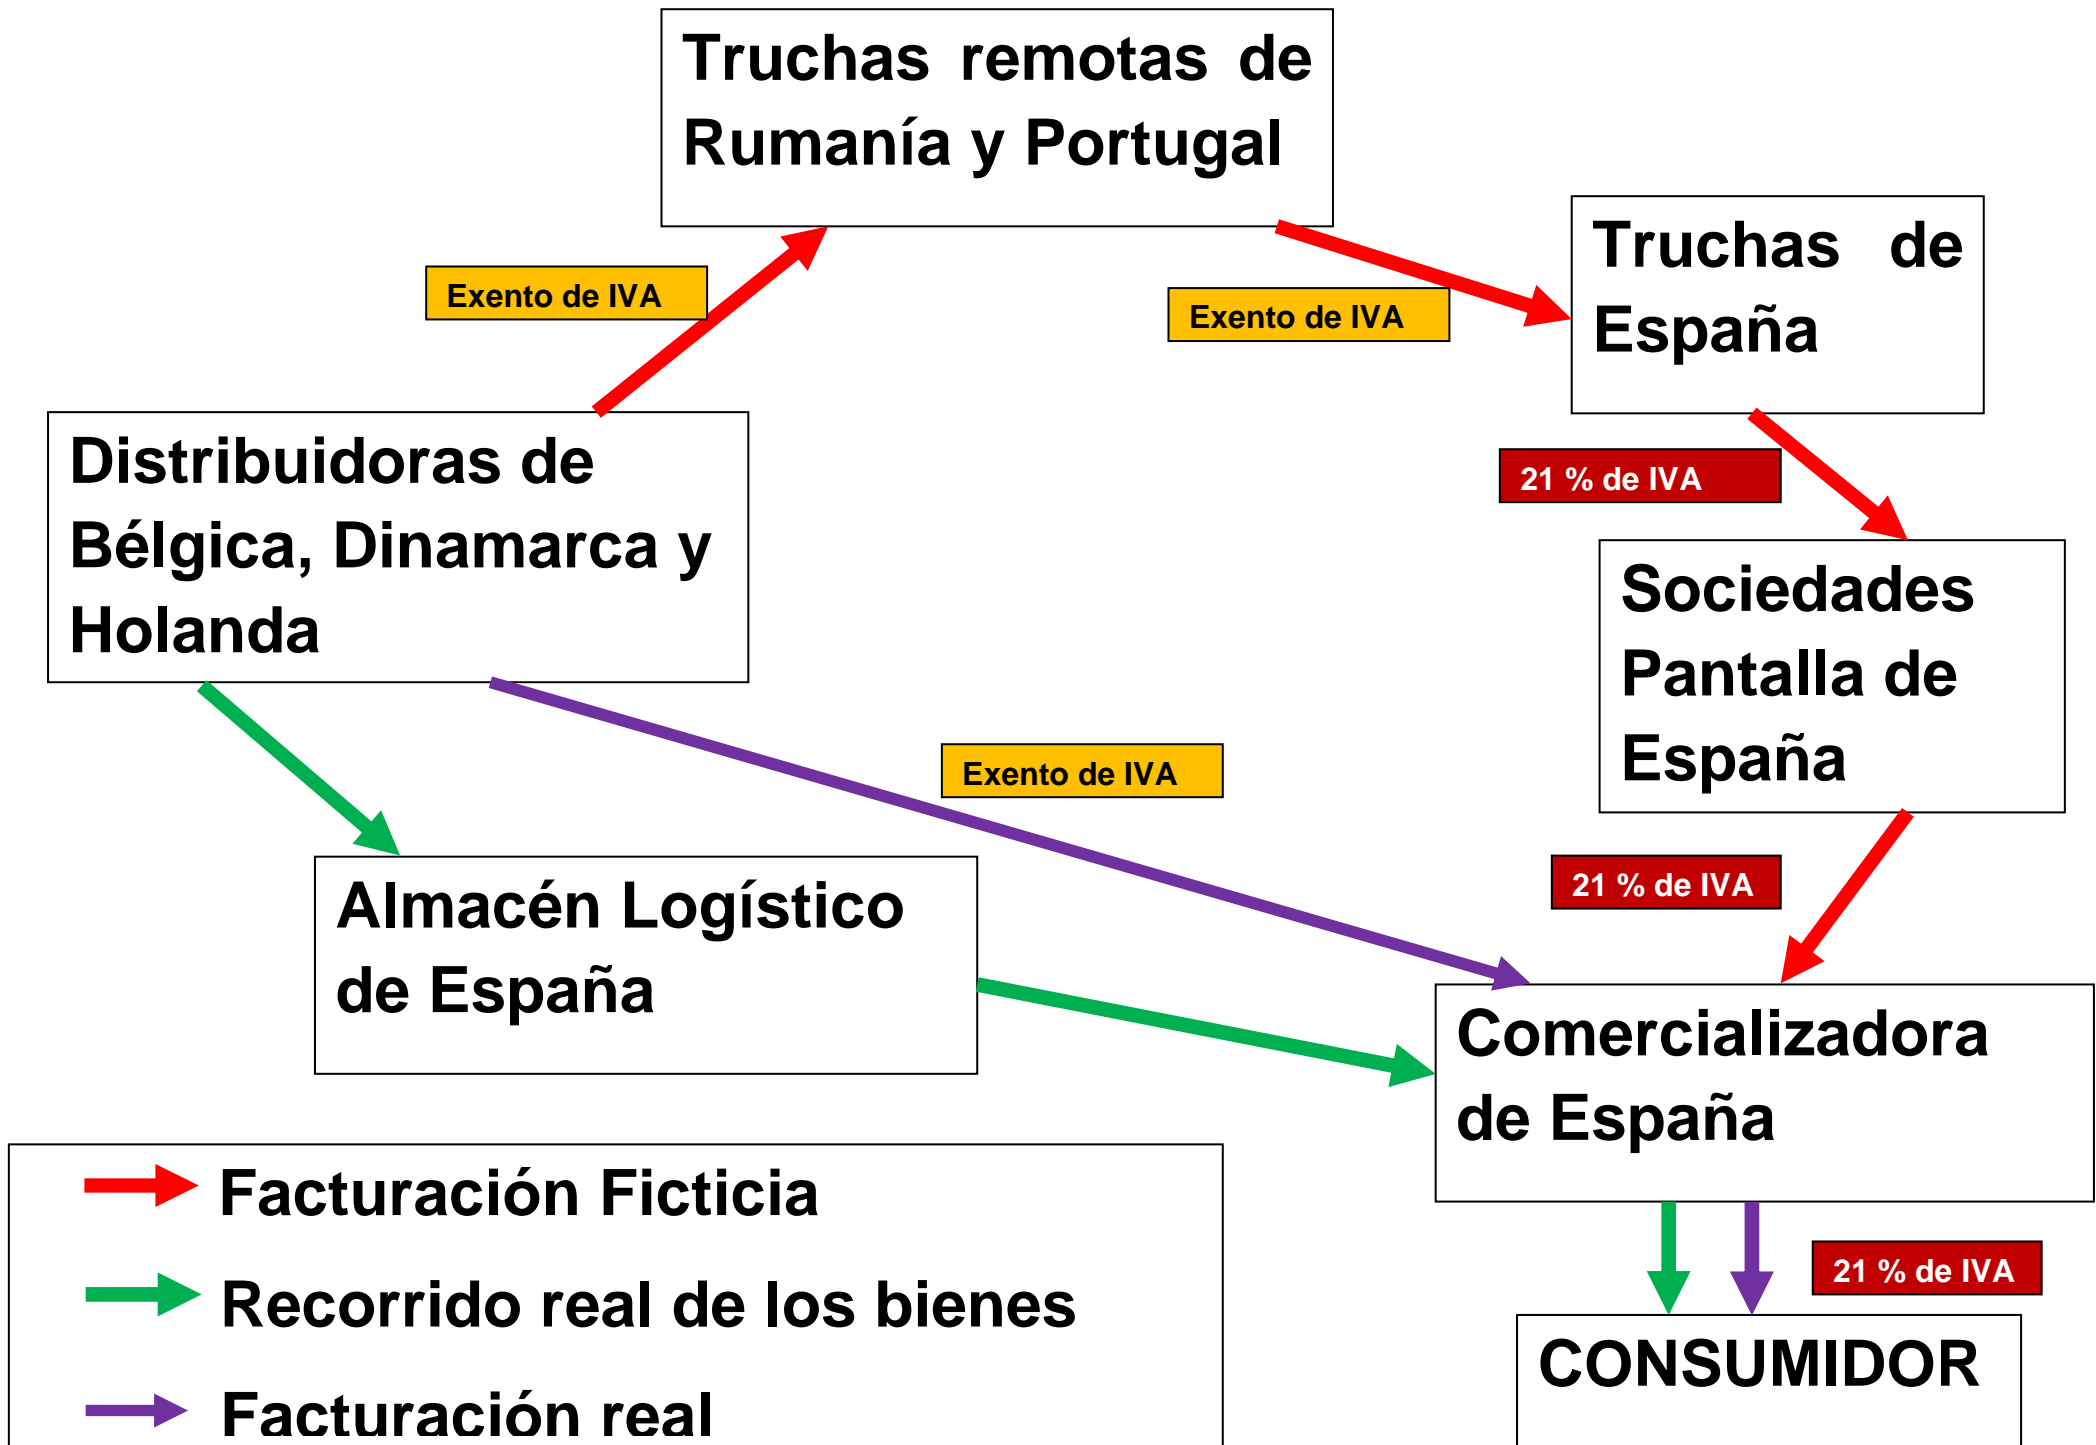 Truchas remotas de
Rumanía y Portugal
Truchas de
España
Exento de IVA
Exento de IVA
Distribuidoras de
Bélgica, Dinamarca y
Holanda
21 % de IVA
Sociedades
Pantalla de
España
Exento de IVA
Almacén Logístico
de España
21 % de IVA
Comercializadora
de España
Facturación Ficticia
Recorrido real de los bienes
Facturación real
21 % de IVA
CONSUMIDOR